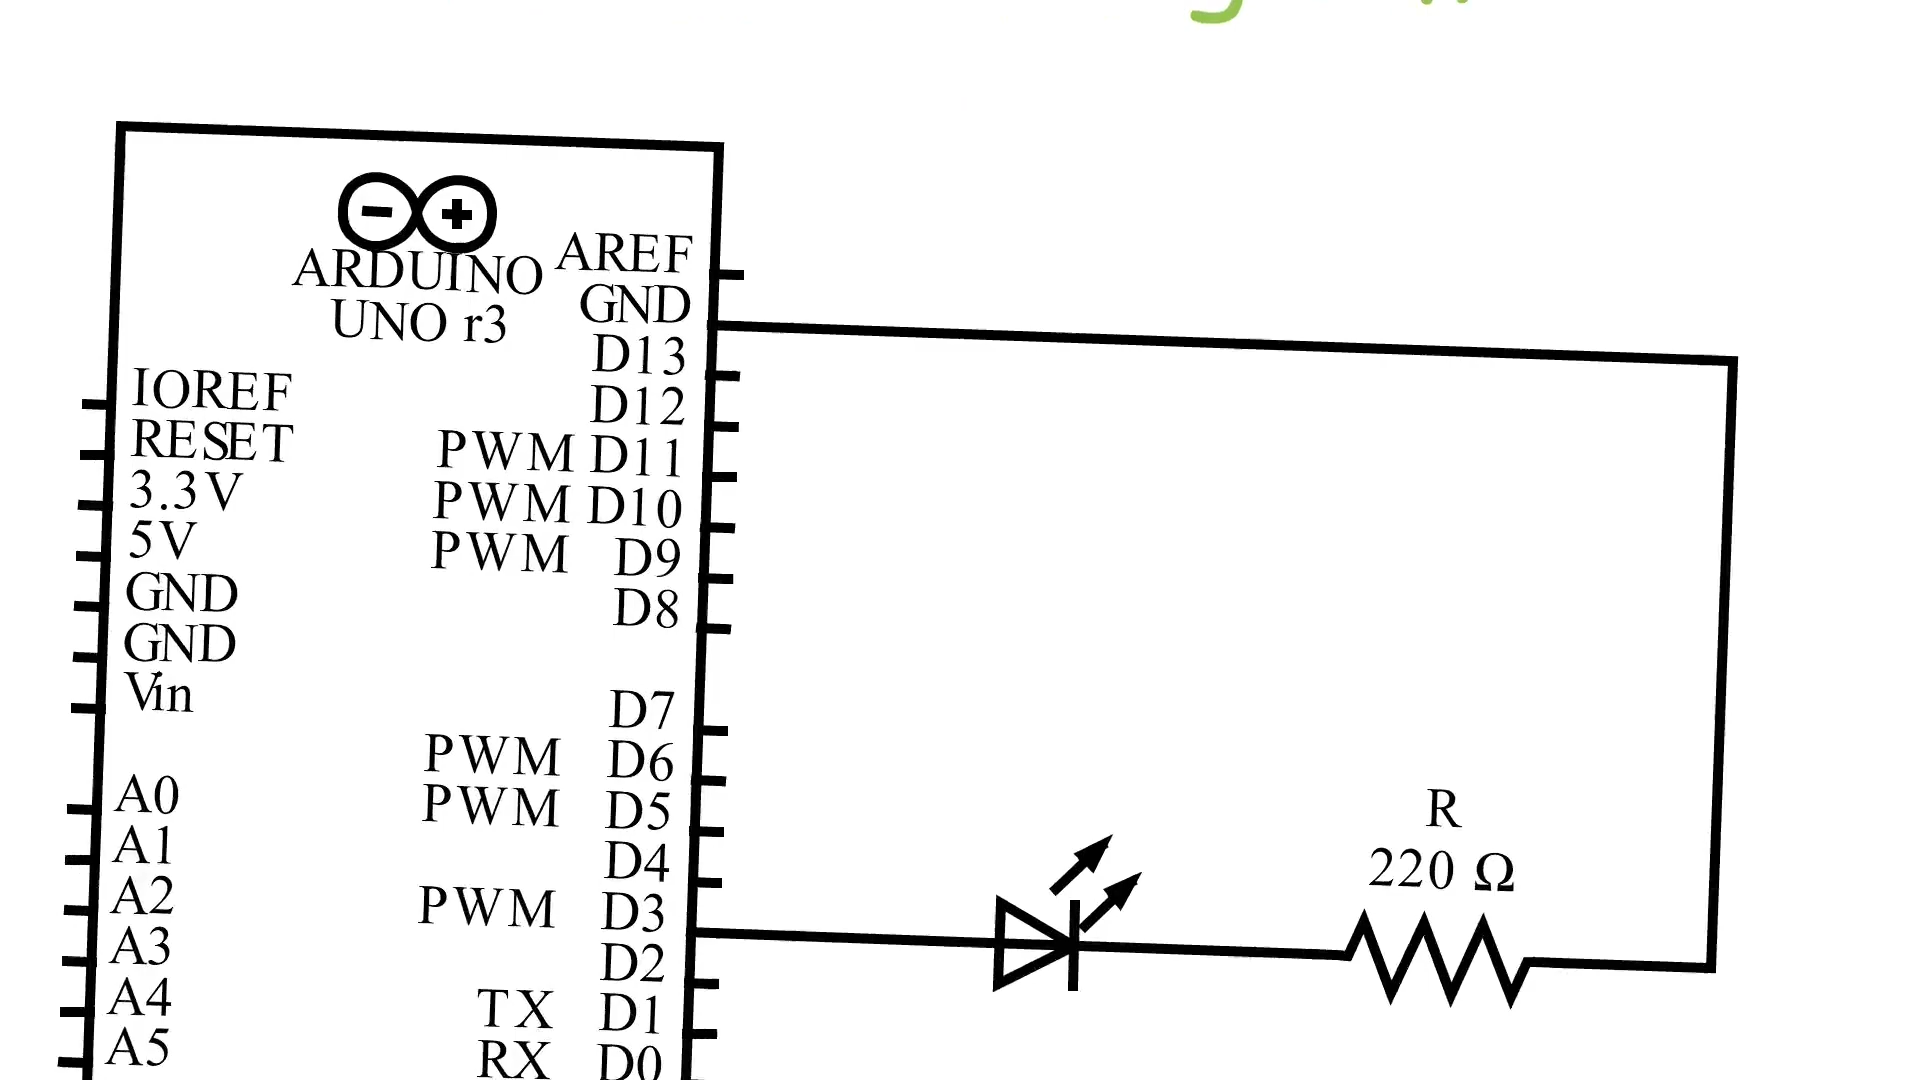 ARDUINO
UNO r3
AREF
GND
D13
D12
PWM D11
PWM D10
PWM D9
D8
D7
PWM D6
PWM D5
D4
PWM D3
D2
TX D1
RX D0
IOREF
RESET
3.3V
5V
GND
GND
Vin
A0
A1
A2
A3
A4
A5
R
220 Ω